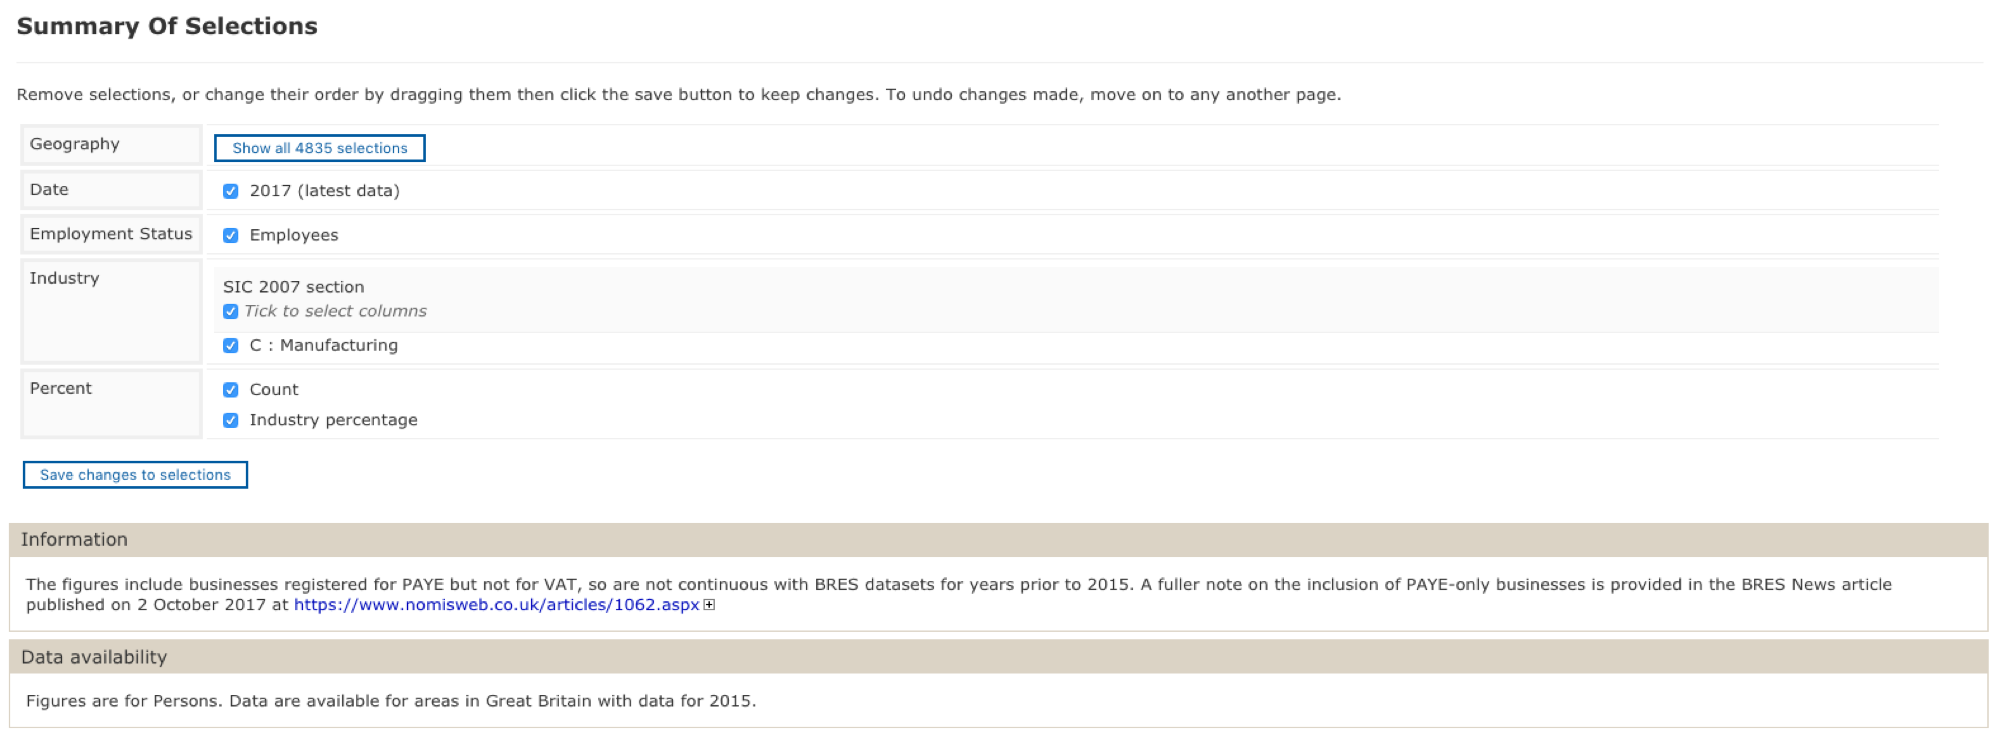 Summary Of Selections
Remove selections, or change their order by dragging them then click the save button to keep changes. To undo changes made, move on to any another page.
Geography
Show all 4835 selections
Date
2017 (latest data)
Employment Status
Employees
Industry
SIC 2007 section
Tick to select columns
C : Manufacturing
Percent
Count
Industry percentage
Save changes to selections
Information
The figures include businesses registered for PAYE but not for VAT, so are not continuous with BRES datasets for years prior to 2015. A fuller note on the inclusion of PAYE-only businesses is provided in the BRES News article
published on 2 October 2017 at https://www.nomisweb.co.uk/articles/1062.aspx
Data availability
Figures are for Persons. Data are available for areas in Great Britain with data for 2015.